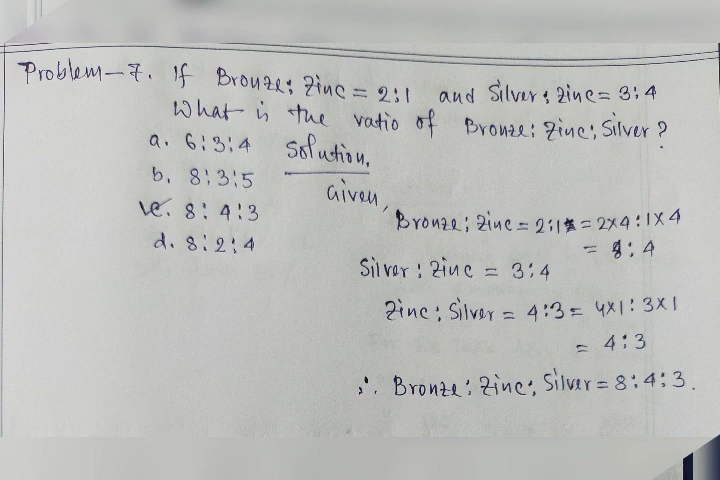 Problem-7. If Bronze: Zinc = 2:1 and Silver: Zinc = 3:4
What is the ratio of Bronze: Zinc: Silver?
a. 6:3:4
b. 8:3:5
c. 8:4:3
d. 8:2:4
Solution.
Given,
Bronze: Zinc = 2:1 = 2×4:1×4
= 8:4
Silver: Zinc = 3:4
Zinc: Silver = 4:3 = 4×1:3×1
= 4:3
∴ Bronze: Zinc: Silver = 8:4:3.